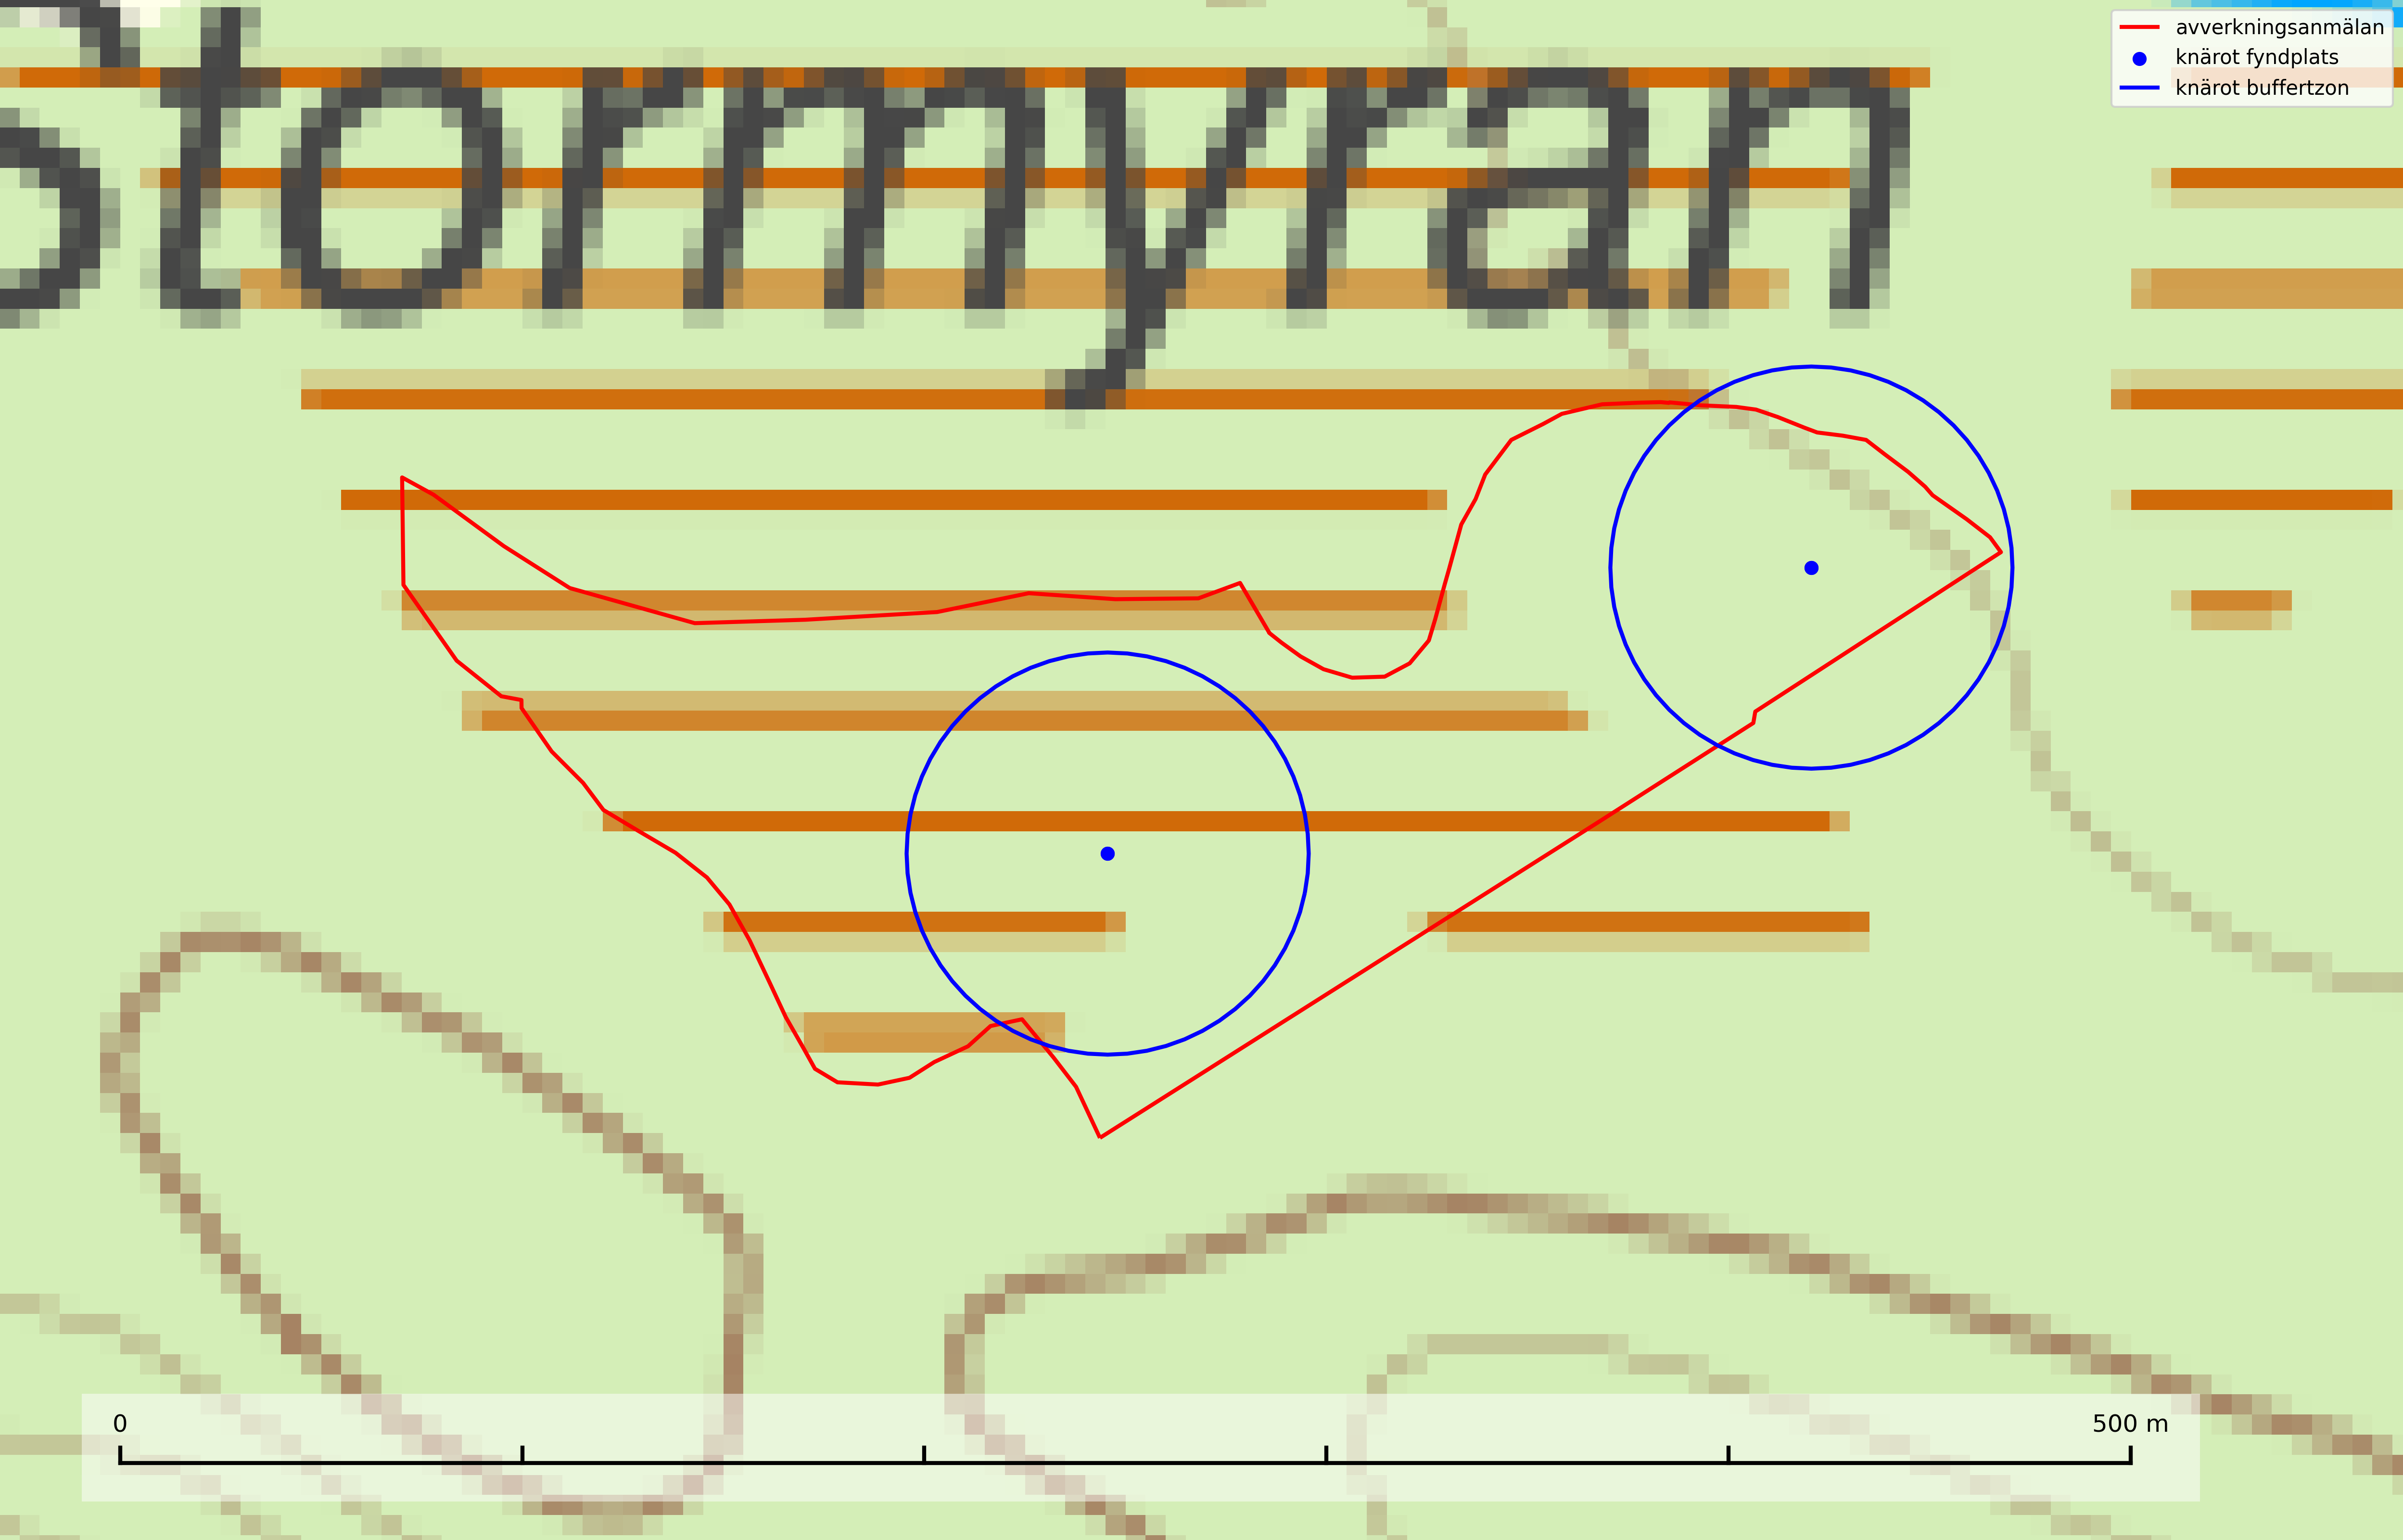 Stormyran
avverkningsanmälan
knärot fyndplats
knärot buffertzon
0 500 m